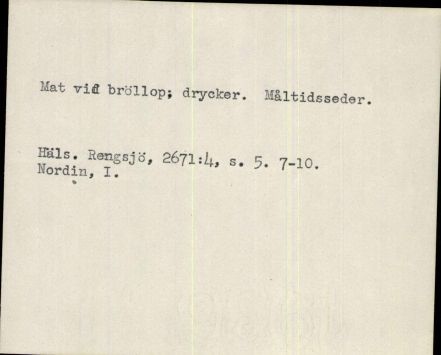 Mat vid bröllop; drycker. Måltidsseder.
Häls. Rengsjö, 2671:4, s. 5. 7-10.
Nordin, I.